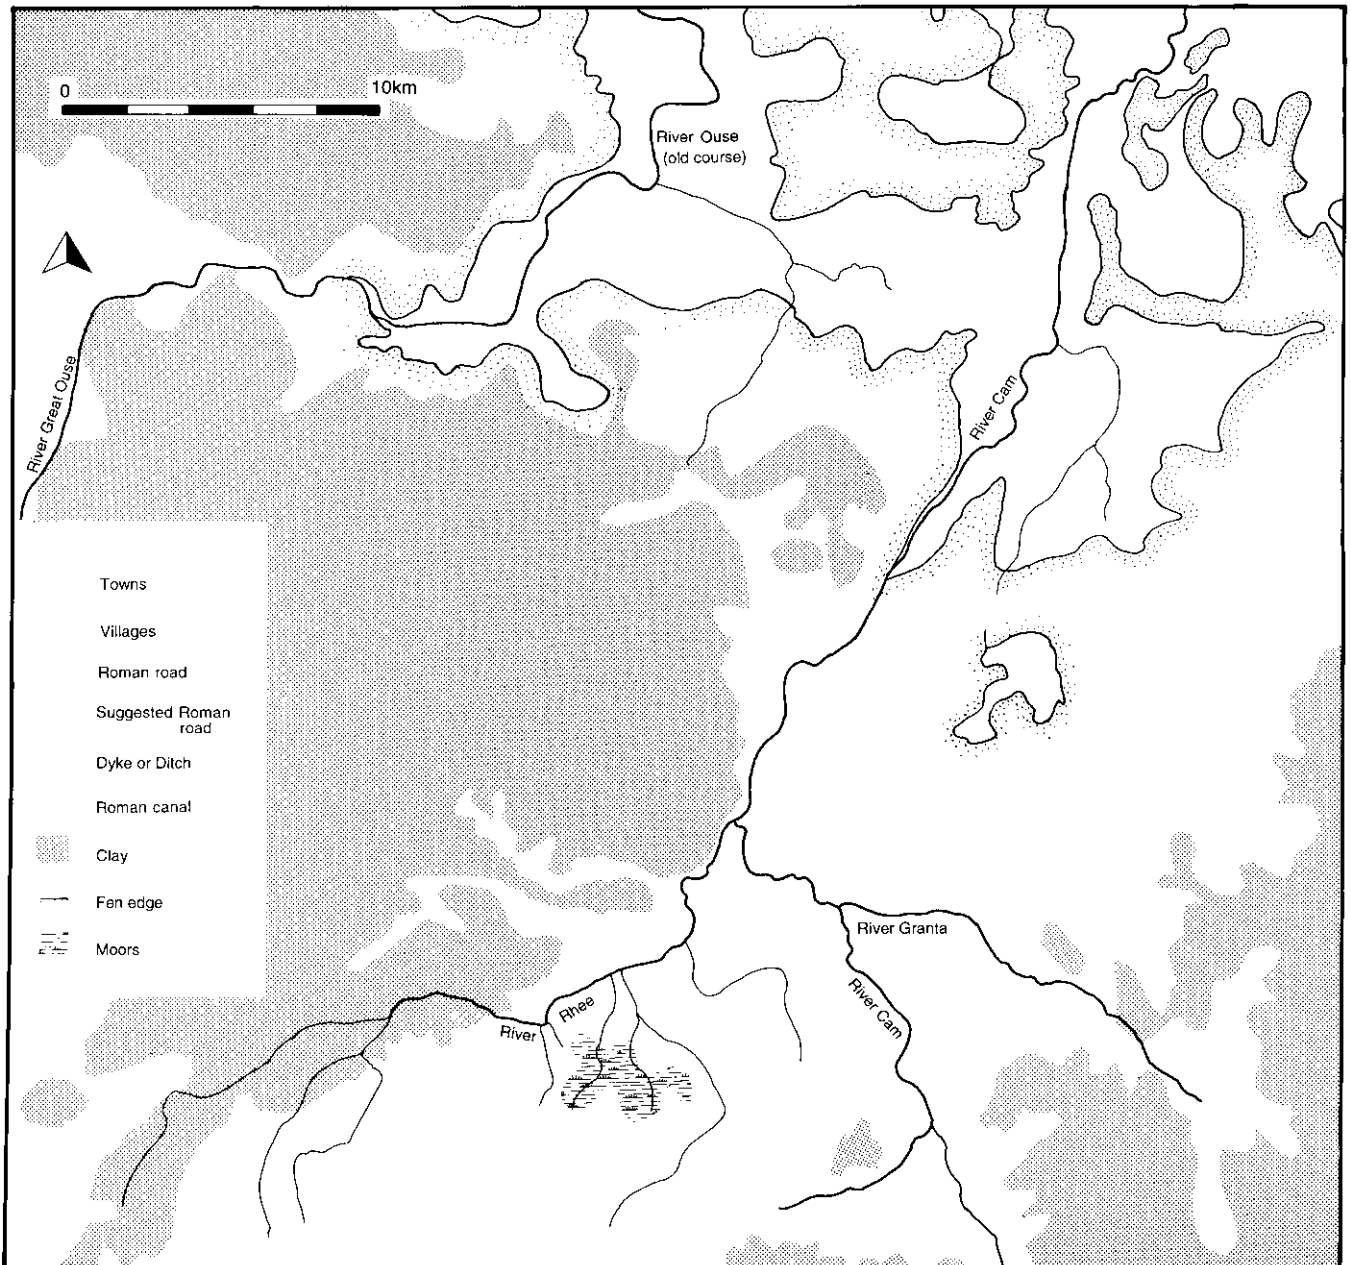 0
10km
River Ouse
(old course)
River Great Ouse
River Cam
Towns
Villages
Roman road
Suggested Roman
road
Dyke or Ditch
Roman canal
Clay
Fen edge
Moors
River Granta
River Cam
River Rhee